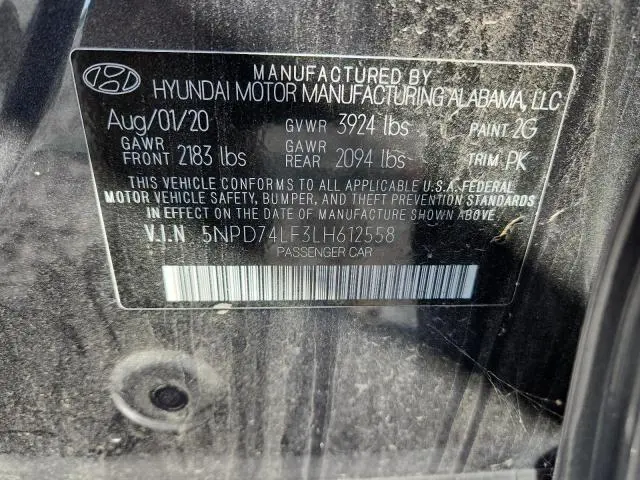 MANUFACTURED BY
HYUNDAI MOTOR MANUFACTURING ALABAMA, LLC
Aug/01/20 GVWR 3924 lbs PAINT 2G
GAWR FRONT 2183 lbs GAWR REAR 2094 lbs TRIM PK
THIS VEHICLE CONFORMS TO ALL APPLICABLE U.S.A. FEDERAL
MOTOR VEHICLE SAFETY, BUMPER, AND THEFT PREVENTION STANDARDS
IN EFFECT ON THE DATE OF MANUFACTURE SHOWN ABOVE.
V.I.N 5NPD74LF3LH612558
PASSENGER CAR